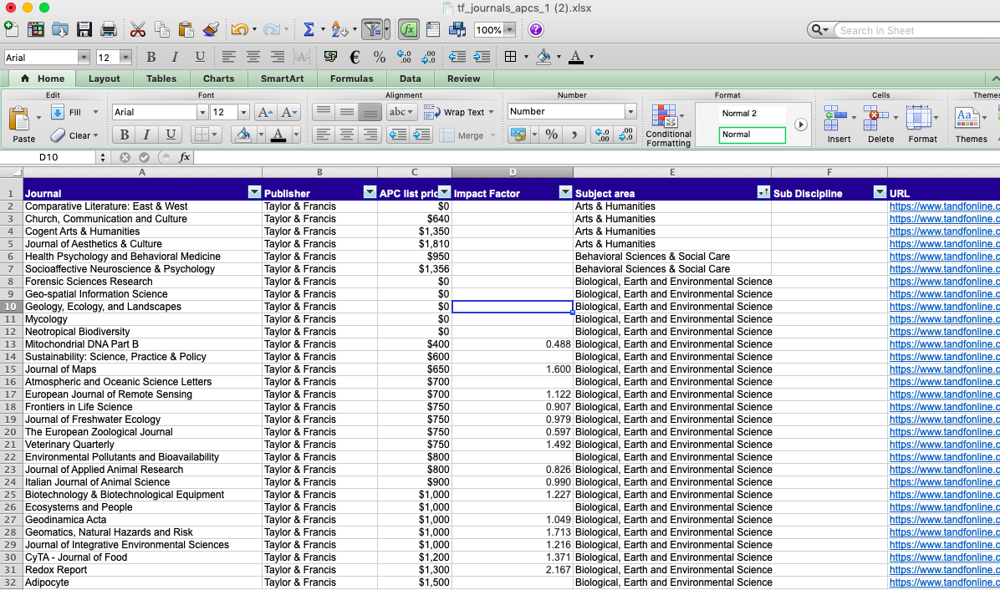 tf_journals_apcs_1 (2).xlsx
fx 100% ? Search in Sheet
Arial 12 B I U € % .00
Home Layout Tables Charts SmartArt Formulas Data Review
Edit Font Alignment Number Format Cells Themes
Fill Arial 12 A A abc Wrap Text Number Normal 2
Paste Clear B I U A Merge % Conditional Formatting Normal Insert Delete Format Themes
D10 fx
A B C D E F
1 Journal Publisher APC list pric Impact Factor Subject area Sub Discipline URL
2 Comparative Literature: East & West Taylor & Francis $0 Arts & Humanities https://www.tandfonline.c
3 Church, Communication and Culture Taylor & Francis $640 Arts & Humanities https://www.tandfonline.c
4 Cogent Arts & Humanities Taylor & Francis $1,350 Arts & Humanities https://www.tandfonline.c
5 Journal of Aesthetics & Culture Taylor & Francis $1,810 Arts & Humanities https://www.tandfonline.c
6 Health Psychology and Behavioral Medicine Taylor & Francis $950 Behavioral Sciences & Social Care https://www.tandfonline.c
7 Socioaffective Neuroscience & Psychology Taylor & Francis $1,356 Behavioral Sciences & Social Care https://www.tandfonline.c
8 Forensic Sciences Research Taylor & Francis $0 Biological, Earth and Environmental Science https://www.tandfonline.c
9 Geo-spatial Information Science Taylor & Francis $0 Biological, Earth and Environmental Science https://www.tandfonline.c
10 Geology, Ecology, and Landscapes Taylor & Francis $0 Biological, Earth and Environmental Science https://www.tandfonline.c
11 Mycology Taylor & Francis $0 Biological, Earth and Environmental Science https://www.tandfonline.c
12 Neotropical Biodiversity Taylor & Francis $0 Biological, Earth and Environmental Science https://www.tandfonline.c
13 Mitochondrial DNA Part B Taylor & Francis $400 0.488 Biological, Earth and Environmental Science https://www.tandfonline.c
14 Sustainability: Science, Practice & Policy Taylor & Francis $600 Biological, Earth and Environmental Science https://www.tandfonline.c
15 Journal of Maps Taylor & Francis $650 1.600 Biological, Earth and Environmental Science https://www.tandfonline.c
16 Atmospheric and Oceanic Science Letters Taylor & Francis $700 Biological, Earth and Environmental Science https://www.tandfonline.c
17 European Journal of Remote Sensing Taylor & Francis $700 1.122 Biological, Earth and Environmental Science https://www.tandfonline.c
18 Frontiers in Life Science Taylor & Francis $750 0.907 Biological, Earth and Environmental Science https://www.tandfonline.c
19 Journal of Freshwater Ecology Taylor & Francis $750 0.979 Biological, Earth and Environmental Science https://www.tandfonline.c
20 The European Zoological Journal Taylor & Francis $750 0.597 Biological, Earth and Environmental Science https://www.tandfonline.c
21 Veterinary Quarterly Taylor & Francis $750 1.492 Biological, Earth and Environmental Science https://www.tandfonline.c
22 Environmental Pollutants and Bioavailability Taylor & Francis $800 Biological, Earth and Environmental Science https://www.tandfonline.c
23 Journal of Applied Animal Research Taylor & Francis $800 0.826 Biological, Earth and Environmental Science https://www.tandfonline.c
24 Italian Journal of Animal Science Taylor & Francis $900 0.990 Biological, Earth and Environmental Science https://www.tandfonline.c
25 Biotechnology & Biotechnological Equipment Taylor & Francis $1,000 1.227 Biological, Earth and Environmental Science https://www.tandfonline.c
26 Ecosystems and People Taylor & Francis $1,000 Biological, Earth and Environmental Science https://www.tandfonline.c
27 Geodinamica Acta Taylor & Francis $1,000 1.049 Biological, Earth and Environmental Science https://www.tandfonline.c
28 Geomatics, Natural Hazards and Risk Taylor & Francis $1,000 1.713 Biological, Earth and Environmental Science https://www.tandfonline.c
29 Journal of Integrative Environmental Sciences Taylor & Francis $1,000 1.216 Biological, Earth and Environmental Science https://www.tandfonline.c
30 CyTA - Journal of Food Taylor & Francis $1,200 1.371 Biological, Earth and Environmental Science https://www.tandfonline.c
31 Redox Report Taylor & Francis $1,300 2.167 Biological, Earth and Environmental Science https://www.tandfonline.c
32 Adipocyte Taylor & Francis $1,500 Biological, Earth and Environmental Science https://www.tandfonline.c